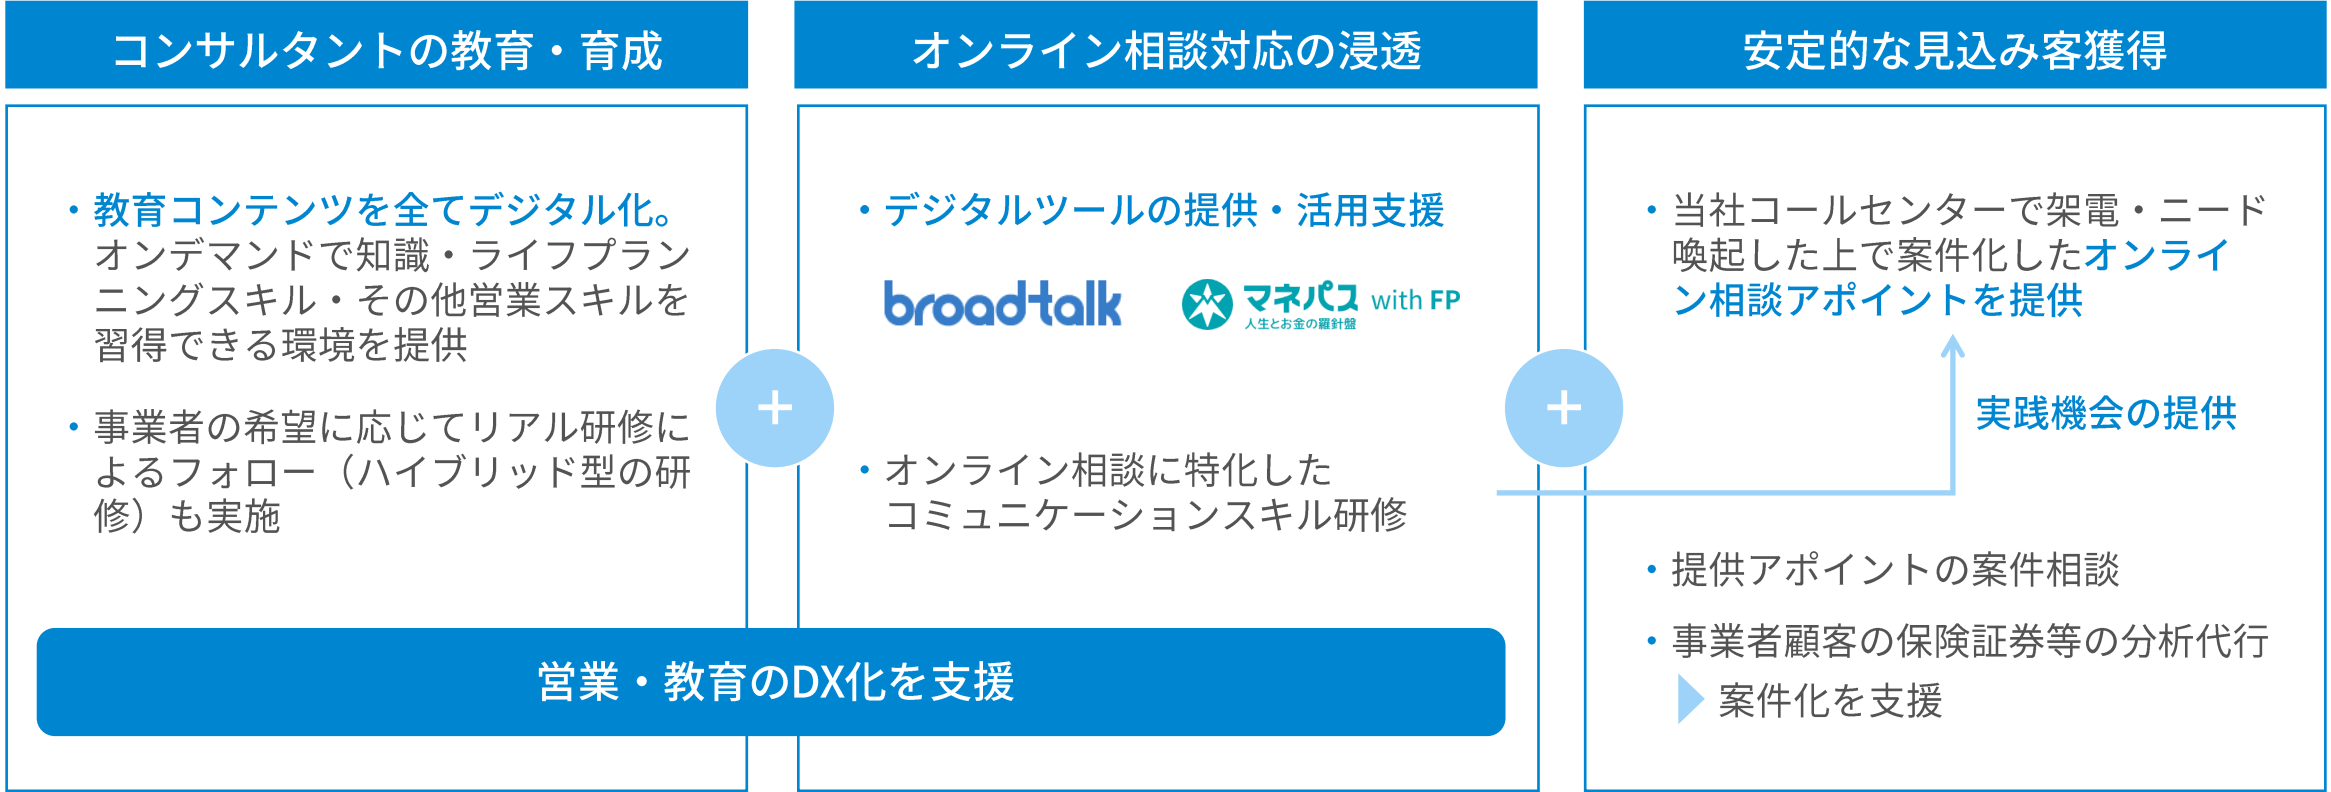 コンサルタントの教育・育成
・教育コンテンツを全てデジタル化。
オンデマンドで知識・ライフプラン
ニングスキル・その他営業スキルを
習得できる環境を提供
・事業者の希望に応じてリアル研修に
よるフォロー（ハイブリッド型の研
修）も実施
+
オンライン相談対応の浸透
・デジタルツールの提供・活用支援
broadtalk
マネパス with FP
人生とお金の羅針盤
・オンライン相談に特化した
コミュニケーションスキル研修
営業・教育のDX化を支援
+
安定的な見込み客獲得
・当社コールセンターで架電・ニード
喚起した上で案件化したオンライ
ン相談アポイントを提供
実践機会の提供
・提供アポイントの案件相談
・事業者顧客の保険証券等の分析代行
案件化を支援